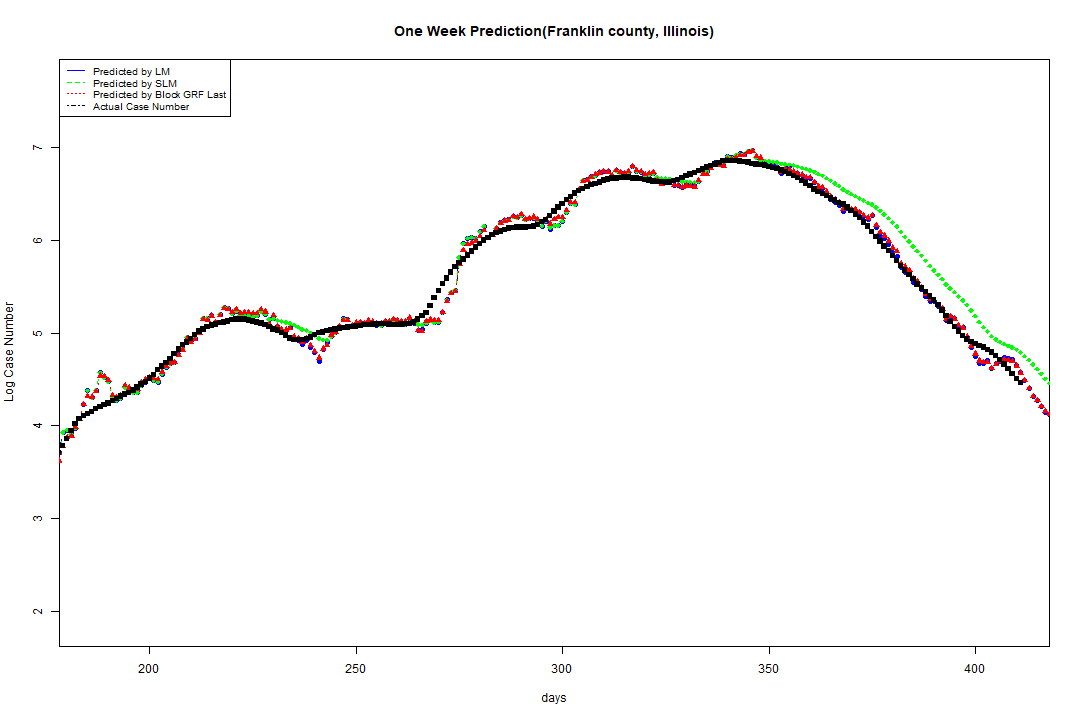 One Week Prediction(Franklin county, Illinois)
Predicted by LM
Predicted by SLM
Predicted by Block GRF Last
Actual Case Number
7
6
5
4
3
2
Log Case Number
200 250 300 350 400
days